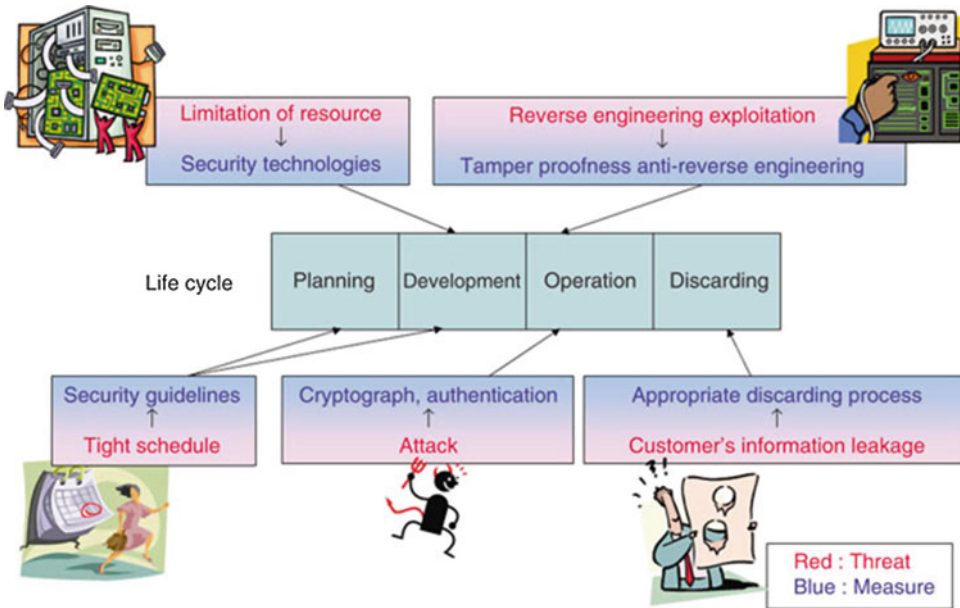 Limitation of resource
↓
Security technologies
Reverse engineering exploitation
↓
Tamper proofness anti-reverse engineering
Life cycle
Planning
Development
Operation
Discarding
Security guidelines
↑
Tight schedule
Cryptograph, authentication
↑
Attack
Appropriate discarding process
↑
Customer's information leakage
?!
Red : Threat
Blue : Measure